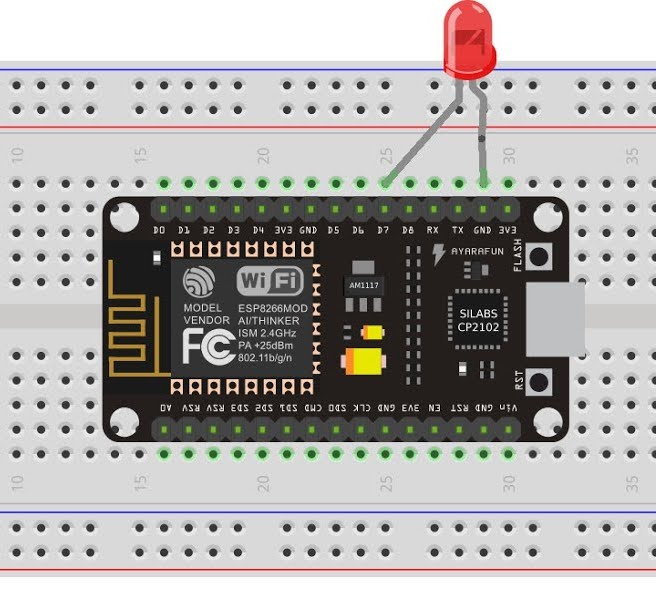 10 15 20 25 30 35
D0 D1 D2 D3 D4 3V3 GND D5 D6 D7 D8 RX TX GND 3V3
FLASH
AYARAFUN
WiFi
MODEL ESP8266MOD
VENDOR AI/THINKER
ISM 2.4GHz
PA +25dBm
802.11b/g/n
FC
AM1117
SILABS
CP2102
RST
A0 RSV RSV SD3 SD2 SD1 CMD SD0 CLK GND 3V3 EN RST GND Vin
10 15 20 25 30 35